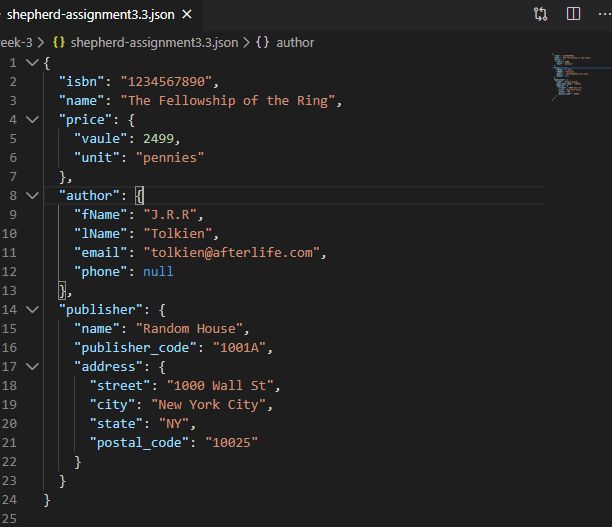 shepherd-assignment3.3.json ×
eek-3 > {} shepherd-assignment3.3.json > {} author
1 {
2 "isbn": "1234567890",
3 "name": "The Fellowship of the Ring",
4 "price": {
5 "vaule": 2499,
6 "unit": "pennies"
7 },
8 "author": {
9 "fName": "J.R.R",
10 "lName": "Tolkien",
11 "email": "tolkien@afterlife.com",
12 "phone": null
13 },
14 "publisher": {
15 "name": "Random House",
16 "publisher_code": "1001A",
17 "address": {
18 "street": "1000 Wall St",
19 "city": "New York City",
20 "state": "NY",
21 "postal_code": "10025"
22 }
23 }
24 }
25